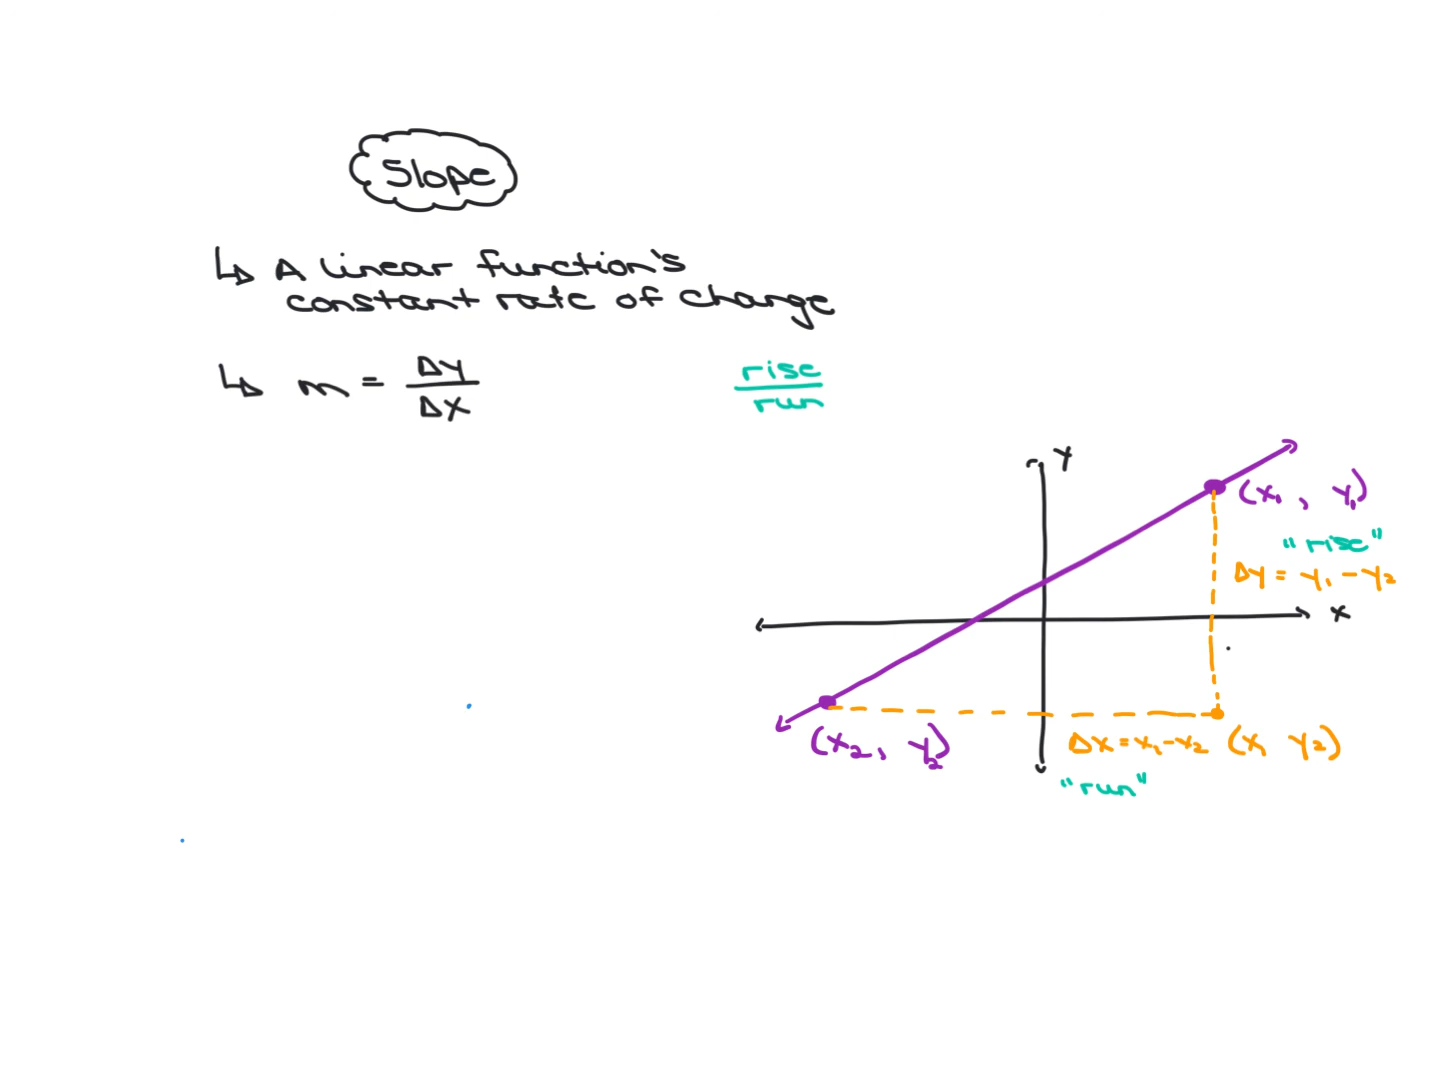 Slope
↳ A linear function's
constant rate of change
↳ m = Δy/Δx
rise/run
y
(x₁, y₁)
"rise"
Δy = y₁ - y₂
x
(x₂, y₂)
Δx = x₁ - x₂ (x₁ y₂)
"run"